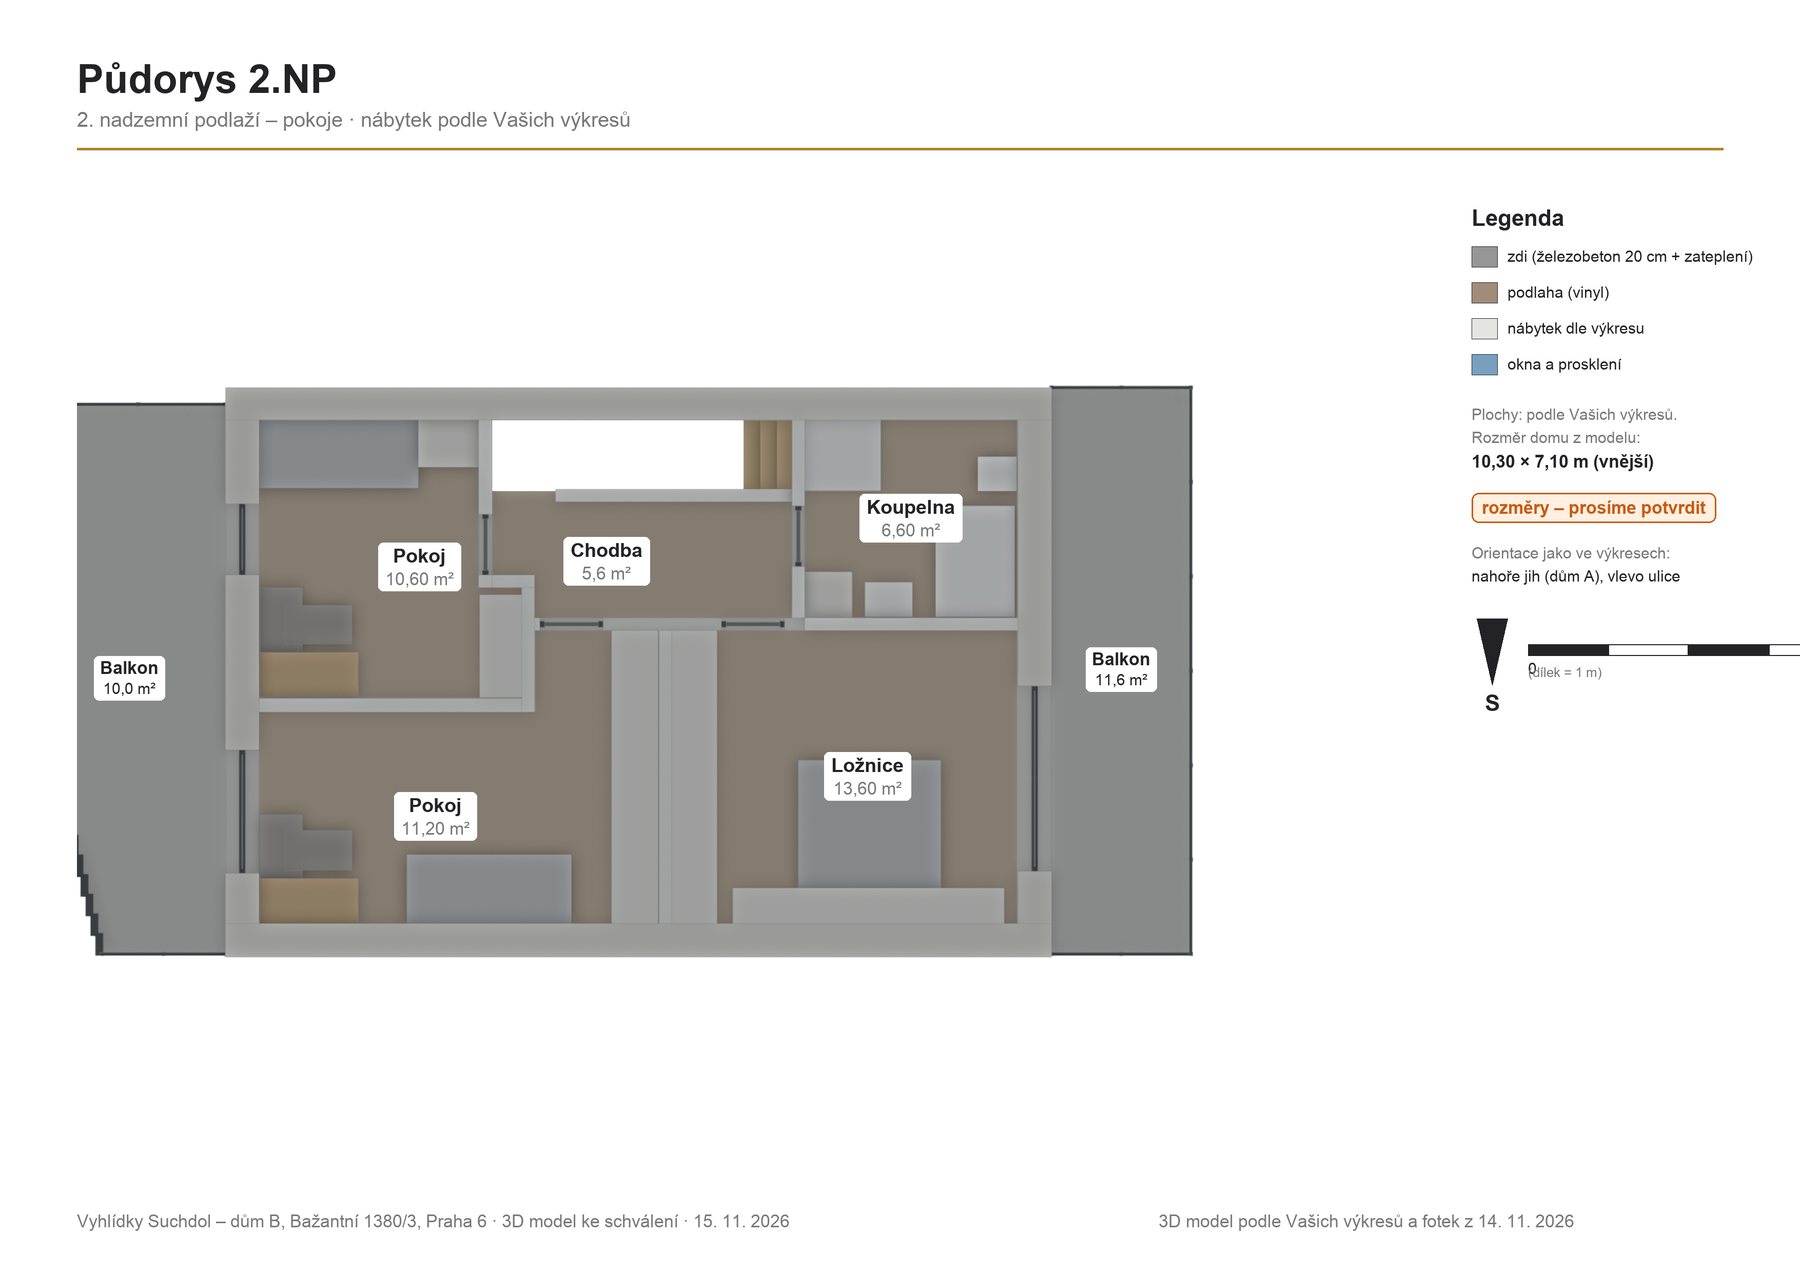 Půdorys 2.NP
2. nadzemní podlaží – pokoje · nábytek podle Vašich výkresů
Legenda
zdi (železobeton 20 cm + zateplení)
podlaha (vinyl)
nábytek dle výkresu
okna a prosklení
Plochy: podle Vašich výkresů.
Rozměr domu z modelu:
10,30 × 7,10 m (vnější)
rozměry – prosíme potvrdit
Orientace jako ve výkresech:
nahoře jih (dům A), vlevo ulice
0
(dílek = 1 m)
S
Koupelna
6,60 m²
Pokoj
10,60 m²
Chodba
5,6 m²
Balkon
10,0 m²
Balkon
11,6 m²
Ložnice
13,60 m²
Pokoj
11,20 m²
Vyhlídky Suchdol – dům B, Bažantní 1380/3, Praha 6 · 3D model ke schválení · 15. 11. 2026
3D model podle Vašich výkresů a fotek z 14. 11. 2026